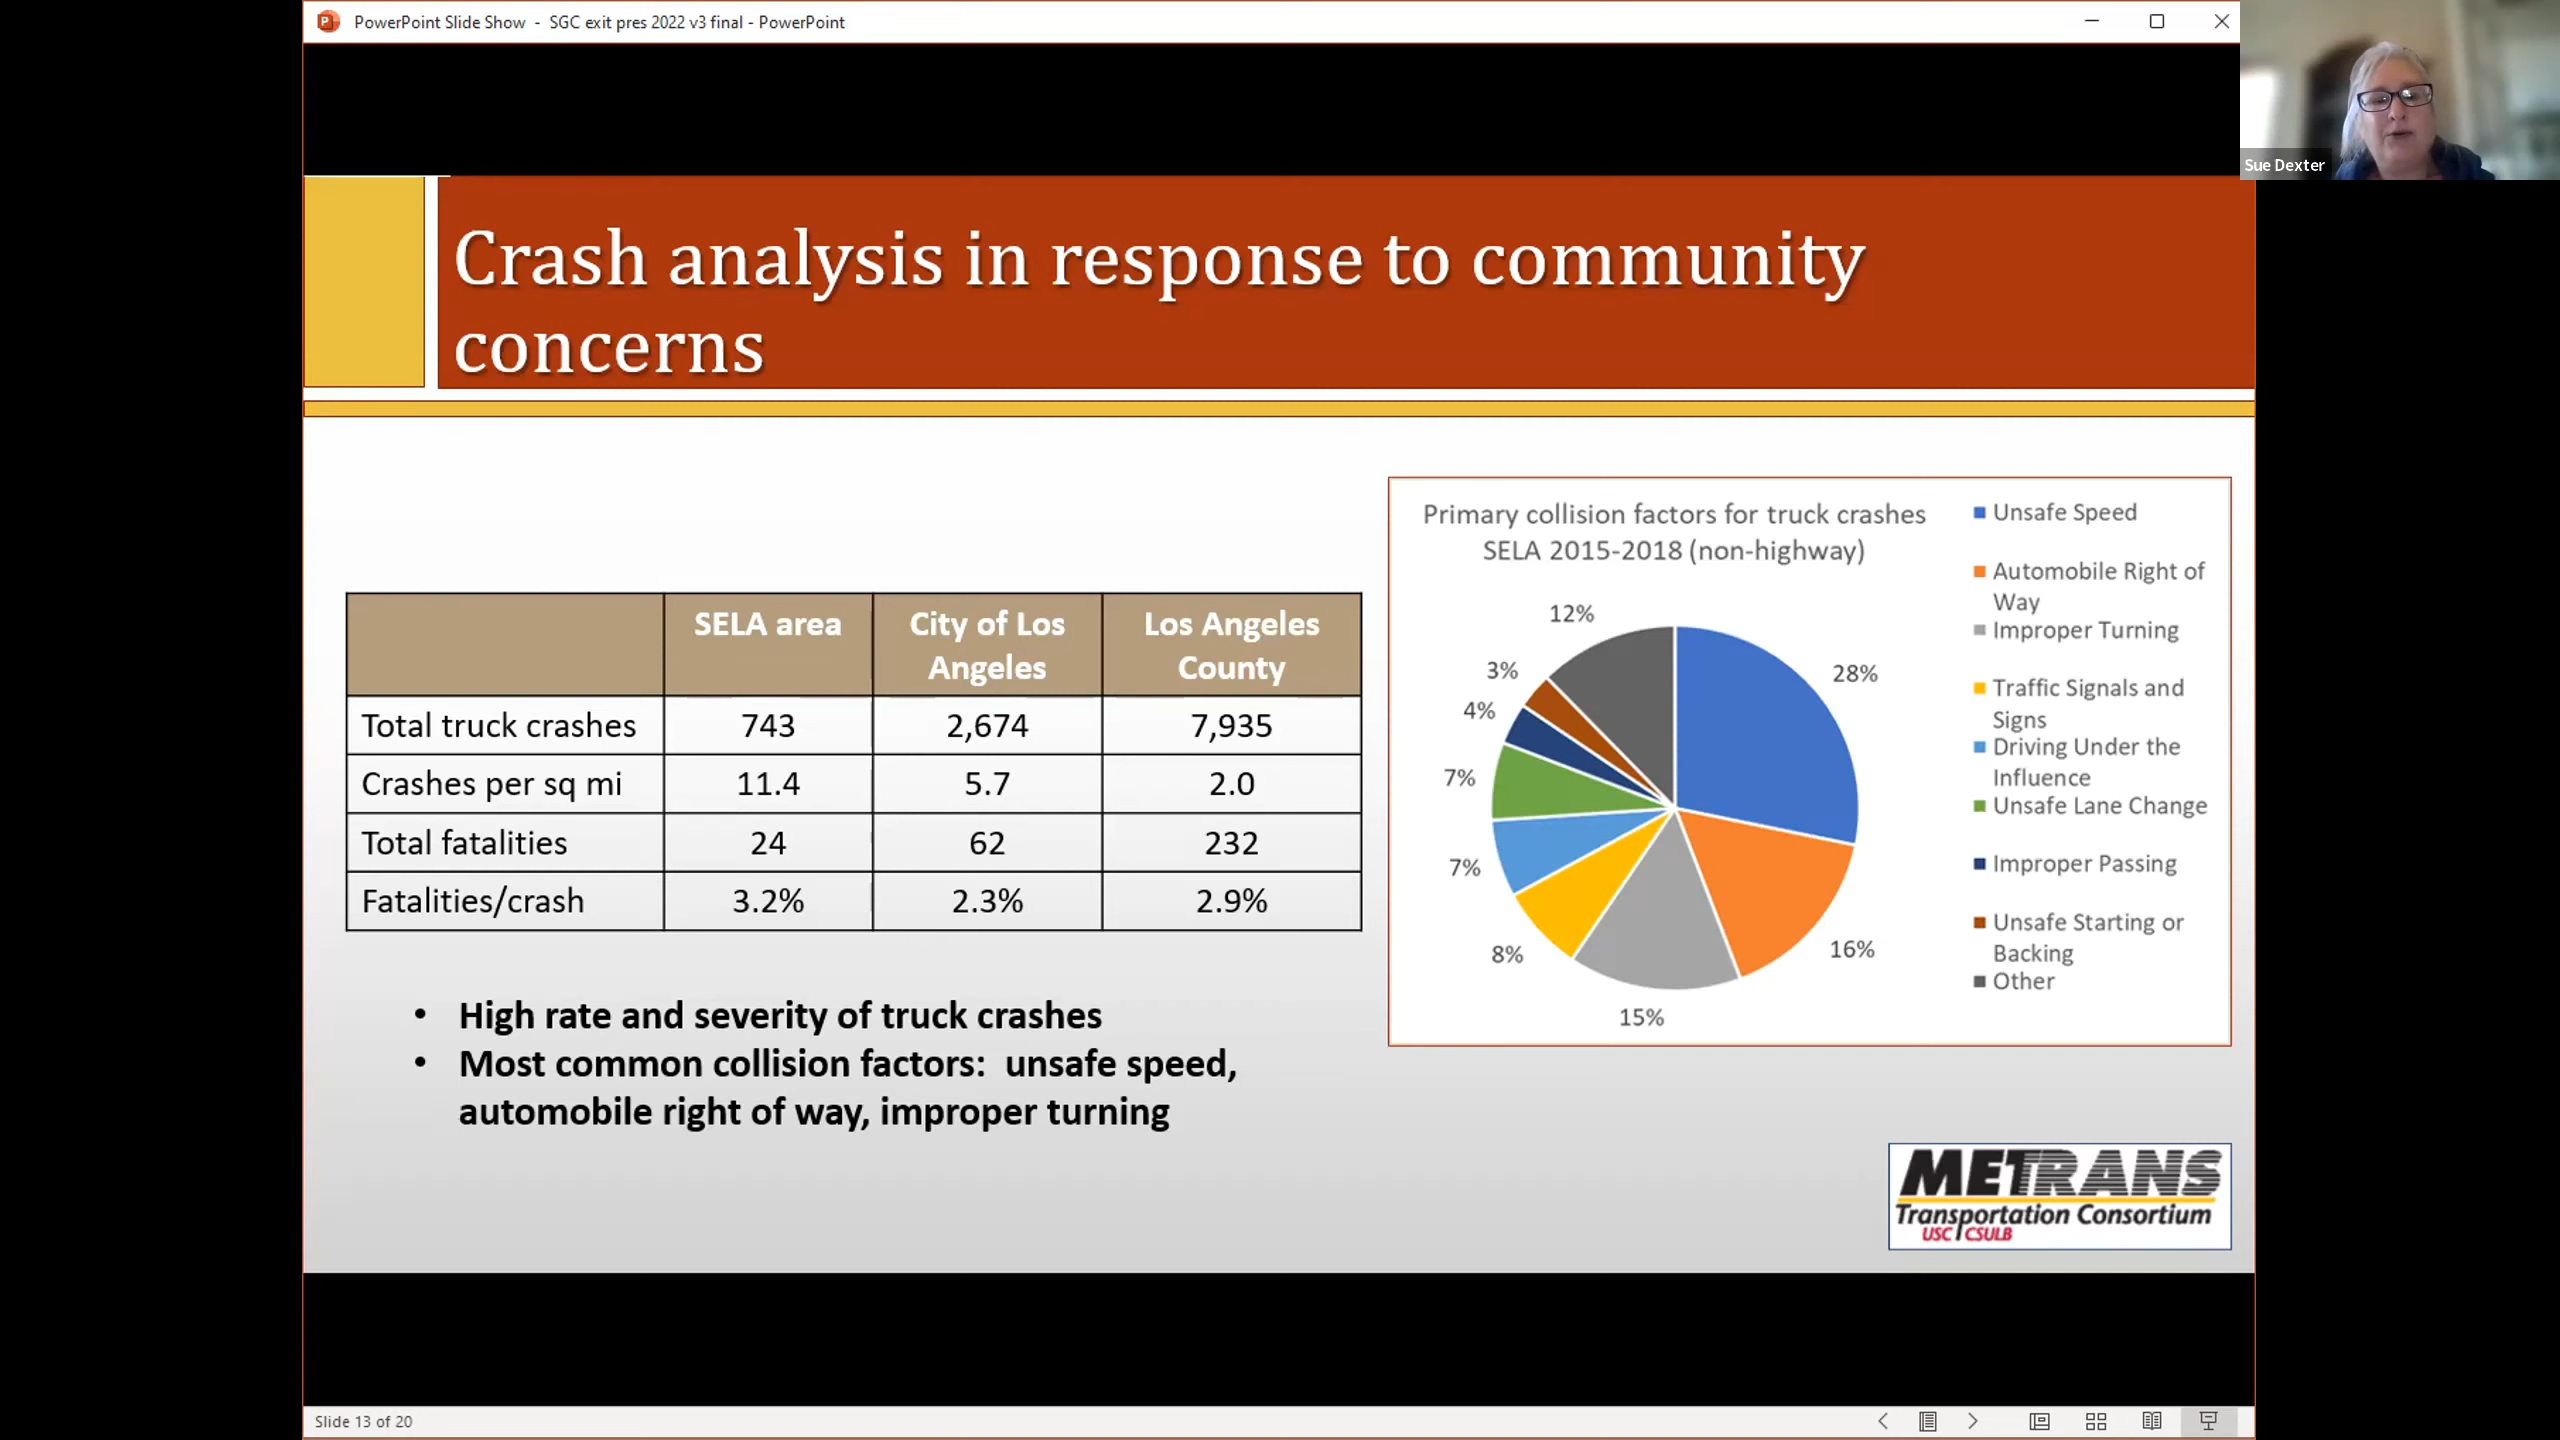 PowerPoint Slide Show - SGC exit pres 2022 v3 final - PowerPoint
Sue Dexter
Crash analysis in response to community
concerns
SELA area
City of Los
Angeles
Los Angeles
County
Total truck crashes 743 2,674 7,935
Crashes per sq mi 11.4 5.7 2.0
Total fatalities 24 62 232
Fatalities/crash 3.2% 2.3% 2.9%
• High rate and severity of truck crashes
• Most common collision factors: unsafe speed,
automobile right of way, improper turning
Primary collision factors for truck crashes
SELA 2015-2018 (non-highway)
28%
16%
15%
8%
7%
7%
4%
3%
12%
Unsafe Speed
Automobile Right of
Way
Improper Turning
Traffic Signals and
Signs
Driving Under the
Influence
Unsafe Lane Change
Improper Passing
Unsafe Starting or
Backing
Other
METRANS
Transportation Consortium
USC CSULB
Slide 13 of 20